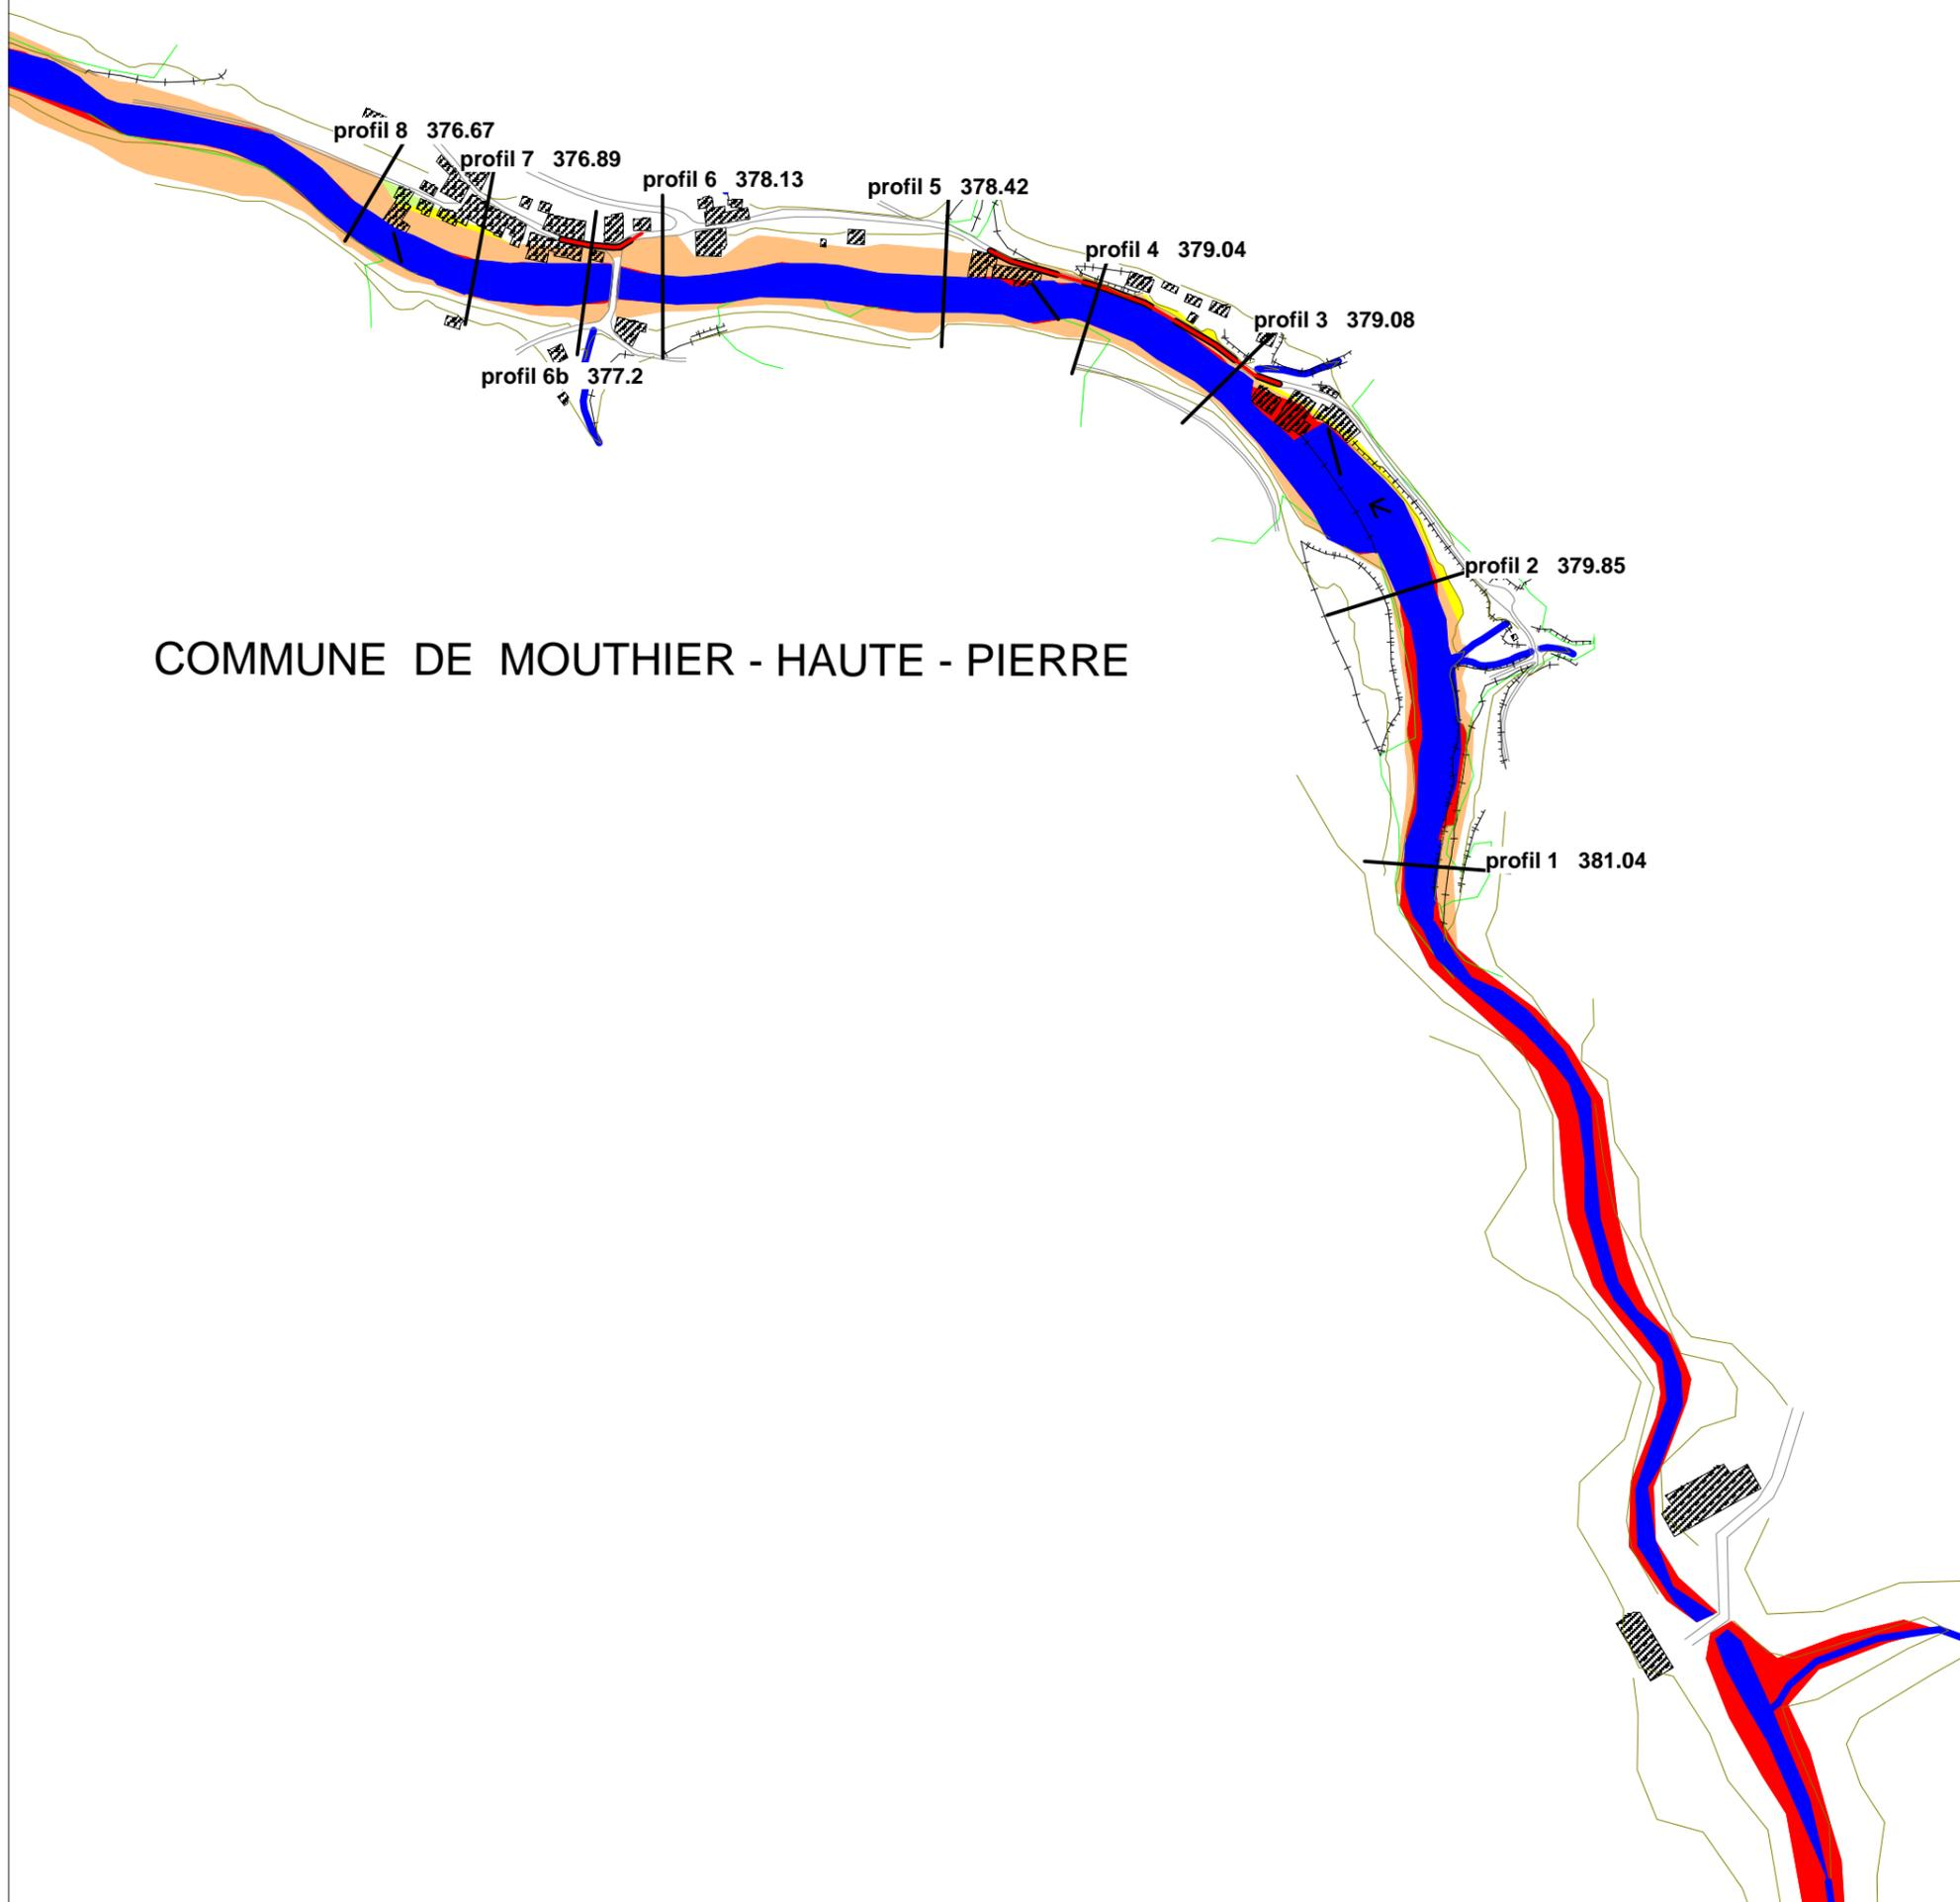 profil 8 376.67
profil 7 376.89
profil 6 378.13
profil 5 378.42
profil 4 379.04
profil 3 379.08
profil 6b 377.2
profil 2 379.85
COMMUNE DE MOUTHIER - HAUTE - PIERRE
profil 1 381.04